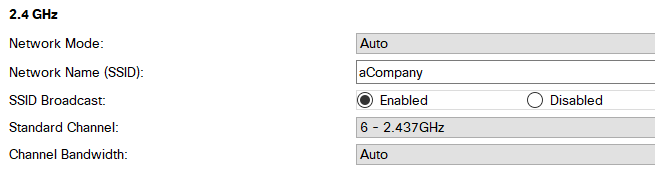 2.4 GHz
Network Mode: Auto
Network Name (SSID): aCompany
SSID Broadcast: Enabled Disabled
Standard Channel: 6 - 2.437GHz
Channel Bandwidth: Auto